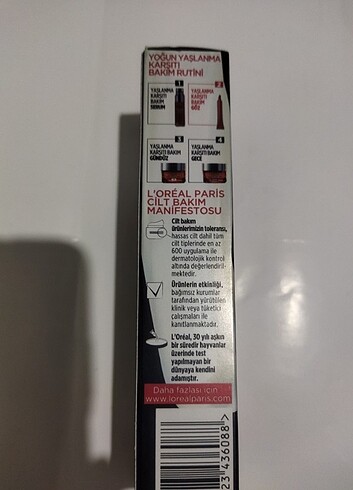 YOĞUN YAŞLANMA
KARŞITI
BAKIM RUTİNİ
1
YAŞLANMA
KARŞITI
BAKIM
SERUM
2
YAŞLANMA
KARŞITI
BAKIM
GÖZ
3
YAŞLANMA
KARŞITI BAKIM
GÜNDÜZ
4
YAŞLANMA
KARŞITI BAKIM
GECE
L'ORÉAL PARIS
CİLT BAKIM
MANİFESTOSU
Cilt bakım
ürünlerimizin toleransı,
hassas cilt dahil tüm
cilt tiplerinde en az
600 uygulama ile
dermatolojik kontrol
altında değerlendiril-
mektedir.
Ürünlerin etkinliği,
bağımsız kurumlar
tarafından yürütülen
klinik veya tüketici
çalışmaları ile
kanıtlanmaktadır.
L'Oréal, 30 yılı aşkın
bir süredir hayvanlar
üzerinde test
yapılmayan bir
dünyaya kendini
adamıştır.
Daha fazlası için
www.lorealparis.com
23436088>